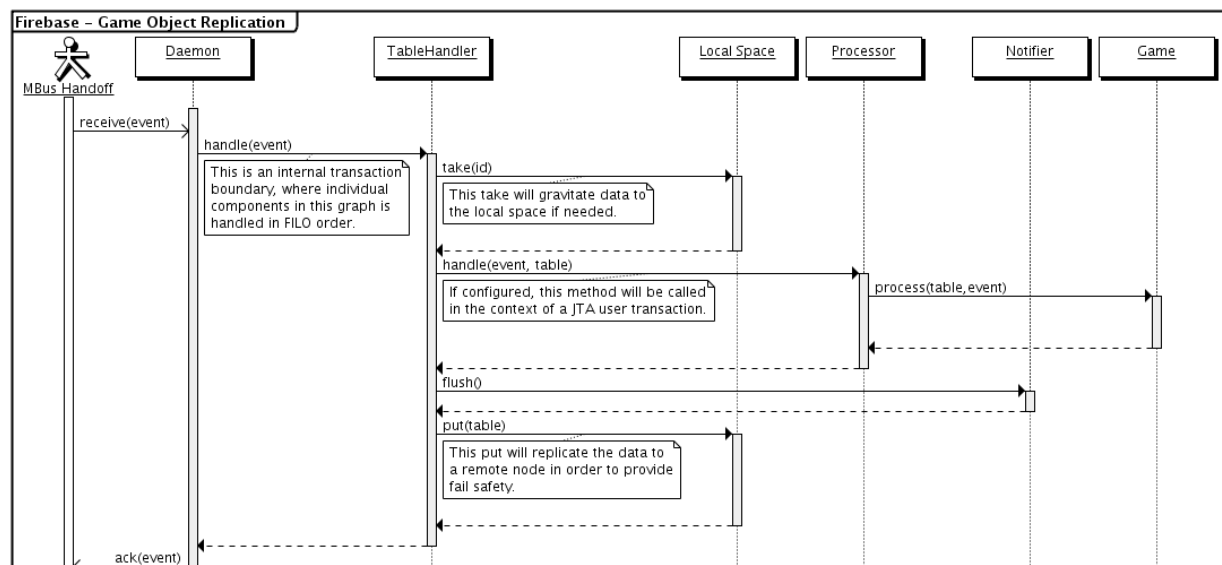 Firebase - Game Object Replication
MBus Handoff
Daemon
TableHandler
Local Space
Processor
Notifier
Game
receive(event)
handle(event)
This is an internal transaction
boundary, where individual
components in this graph is
handled in FILO order.
take(id)
This take will gravitate data to
the local space if needed.
handle(event, table)
If configured, this method will be called
in the context of a JTA user transaction.
process(table,event)
flush()
put(table)
This put will replicate the data to
a remote node in order to provide
fail safety.
ack(event)